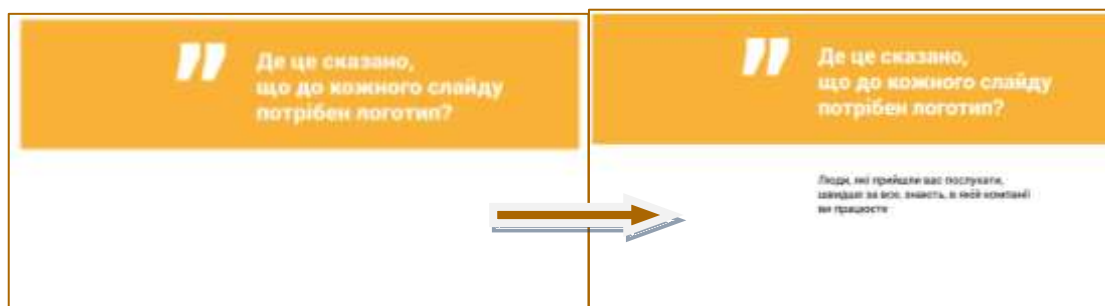 ”
Де це сказано,
що до кожного слайду
потрібен логотип?
”
Де це сказано,
що до кожного слайду
потрібен логотип?
Люди, які прийшли вас послухати,
швидше за все, знають, в якій компанії
ви працюєте